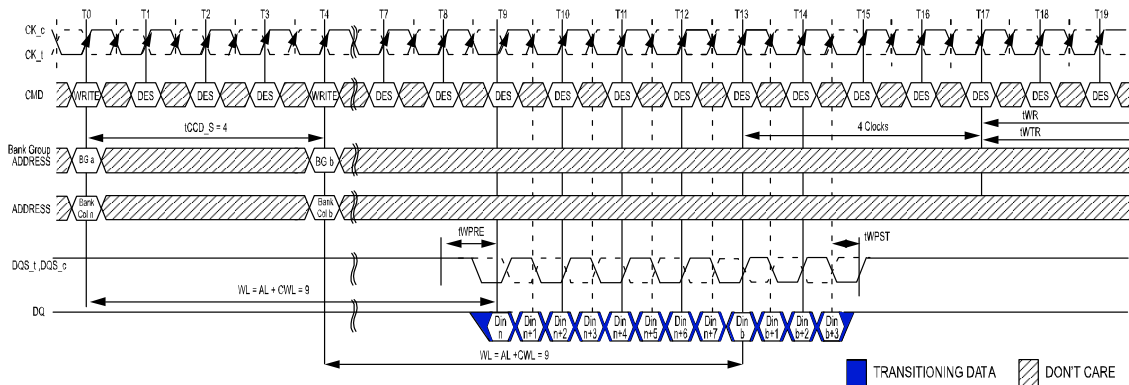 T0 T1 T2 T3 T4 T7 T8 T9 T10 T11 T12 T13 T14 T15 T16 T17 T18 T19
CK_c
CK_t
CMD WRITE DES DES DES WRITE DES DES DES DES DES DES DES DES DES DES DES DES DES
tWR
tCCD_S = 4 4 Clocks
tWTR
Bank Group
ADDRESS BG a BG b
ADDRESS Bank Col n Bank Col b
tWPRE tWPST
DQS_t ,DQS_c
WL = AL + CWL = 9
DQ Din n Din n+1 Din n+2 Din n+3 Din n+4 Din n+5 Din n+6 Din n+7 Din b Din b+1 Din b+2 Din b+3
WL = AL +CWL = 9
TRANSITIONING DATA DON'T CARE